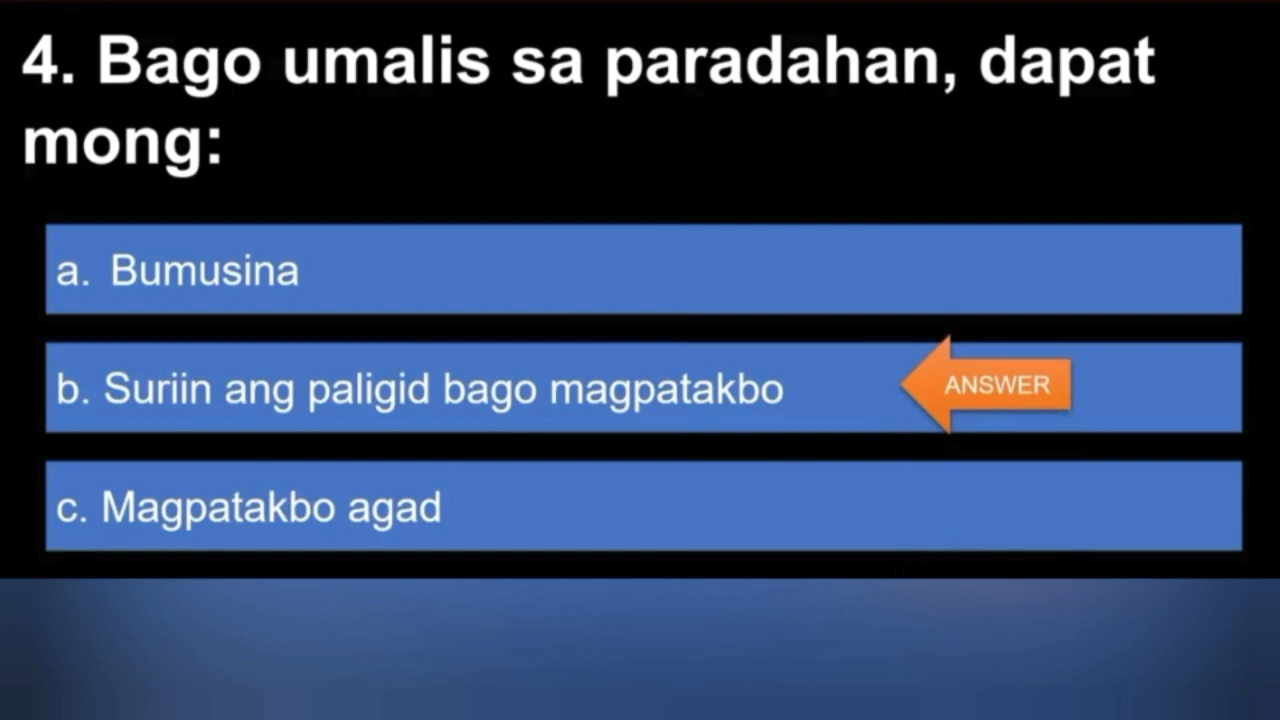 4. Bago umalis sa paradahan, dapat
mong:
a. Bumusina
b. Suriin ang paligid bago magpatakbo
ANSWER
c. Magpatakbo agad